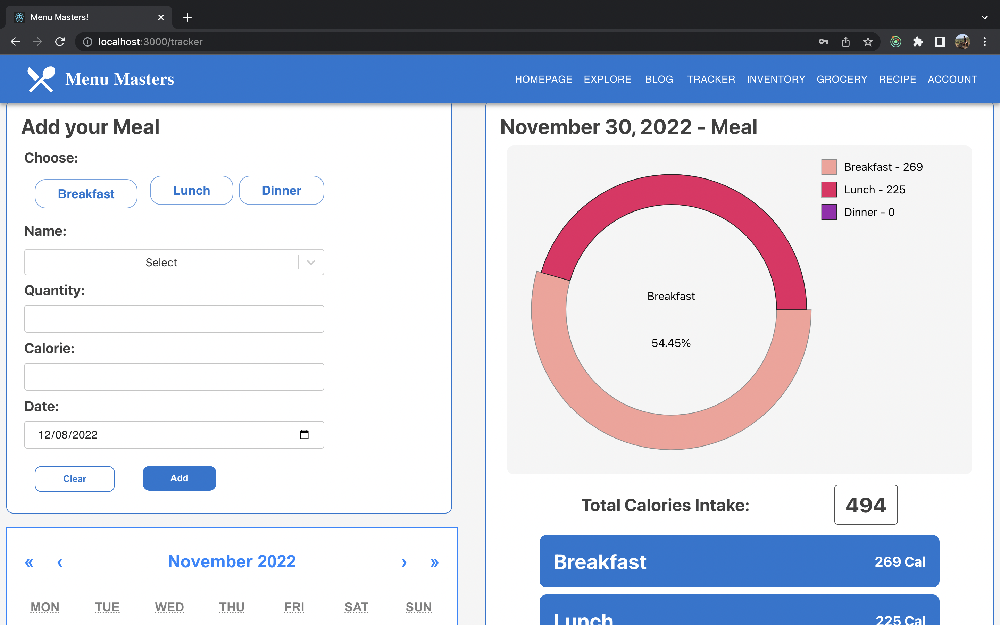 Menu Masters!
localhost:3000/tracker
Menu Masters
HOMEPAGE EXPLORE BLOG TRACKER INVENTORY GROCERY RECIPE ACCOUNT
Add your Meal
Choose:
Breakfast Lunch Dinner
Name:
Select
Quantity:
Calorie:
Date:
12/08/2022
Clear Add
« ‹ November 2022 › »
MON TUE WED THU FRI SAT SUN
November 30, 2022 - Meal
Breakfast - 269
Lunch - 225
Dinner - 0
Breakfast
54.45%
Total Calories Intake: 494
Breakfast 269 Cal
Lunch 225 Cal